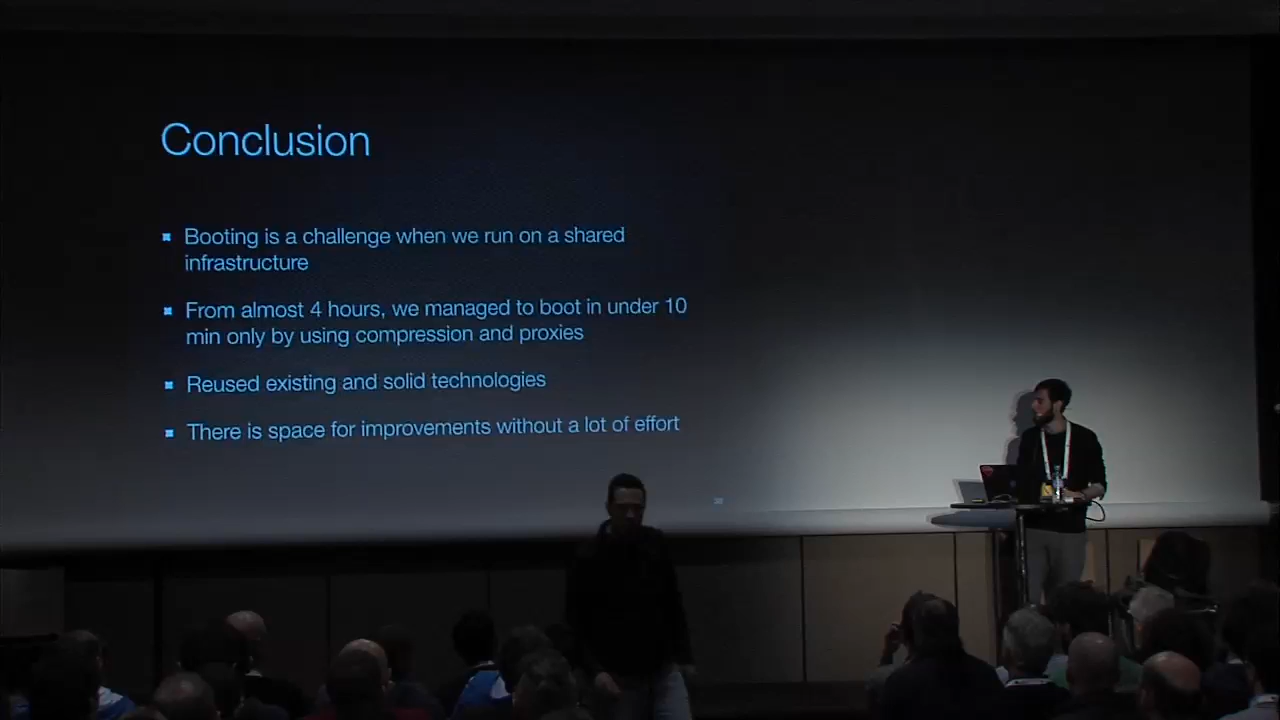 Conclusion
Booting is a challenge when we run on a shared
infrastructure
From almost 4 hours, we managed to boot in under 10
min only by using compression and proxies
Reused existing and solid technologies
There is space for improvements without a lot of effort